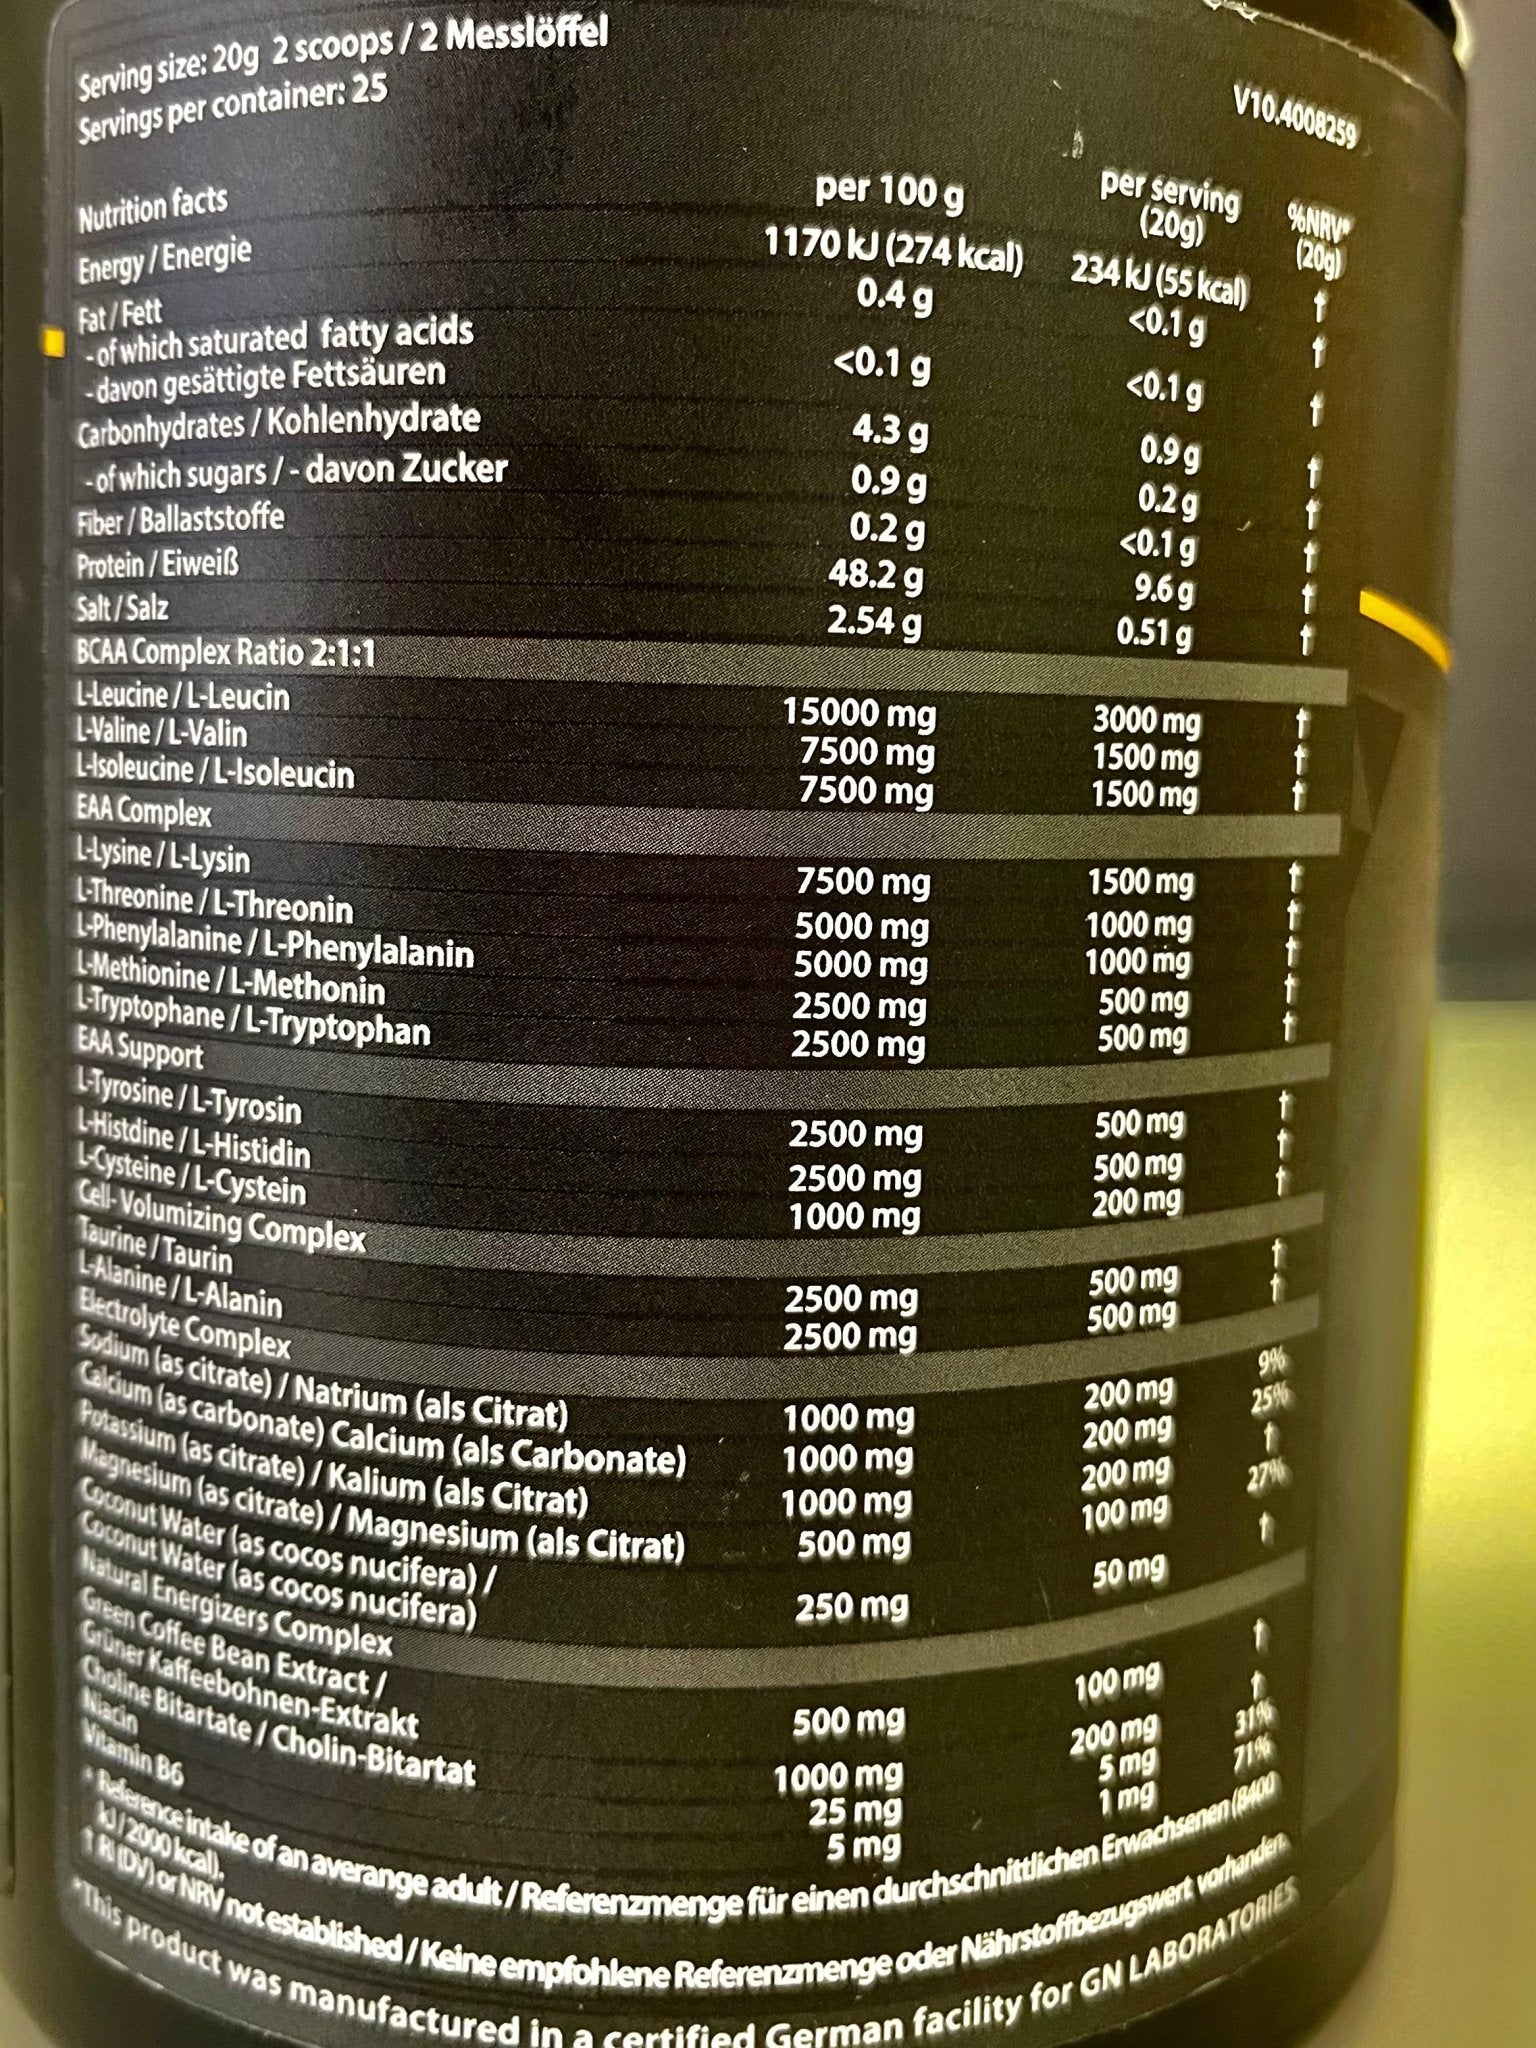 Serving size: 20g 2 scoops / 2 Messlöffel
Servings per container: 25
V10.4008259
Nutrition facts per 100 g per serving (20g) %NRV* (20g)
Energy / Energie 1170 kJ (274 kcal) 234 kJ (55 kcal) †
Fat / Fett 0.4 g <0.1 g †
- of which saturated fatty acids
- davon gesättigte Fettsäuren <0.1 g <0.1 g †
Carbonhydrates / Kohlenhydrate 4.3 g 0.9 g †
- of which sugars / - davon Zucker 0.9 g 0.2 g †
Fiber / Ballaststoffe 0.2 g <0.1 g †
Protein / Eiweiß 48.2 g 9.6 g †
Salt / Salz 2.54 g 0.51 g †
BCAA Complex Ratio 2:1:1
L-Leucine / L-Leucin 15000 mg 3000 mg †
L-Valine / L-Valin 7500 mg 1500 mg †
L-Isoleucine / L-Isoleucin 7500 mg 1500 mg †
EAA Complex
L-Lysine / L-Lysin 7500 mg 1500 mg †
L-Threonine / L-Threonin 5000 mg 1000 mg †
L-Phenylalanine / L-Phenylalanin 5000 mg 1000 mg †
L-Methionine / L-Methonin 2500 mg 500 mg †
L-Tryptophane / L-Tryptophan 2500 mg 500 mg †
EAA Support
L-Tyrosine / L-Tyrosin 2500 mg 500 mg †
L-Histdine / L-Histidin 2500 mg 500 mg †
L-Cysteine / L-Cystein 1000 mg 200 mg †
Cell- Volumizing Complex
Taurine / Taurin 2500 mg 500 mg †
L-Alanine / L-Alanin 2500 mg 500 mg †
Electrolyte Complex
Sodium (as citrate) / Natrium (als Citrat) 1000 mg 200 mg 9%
Calcium (as carbonate) Calcium (als Carbonate) 1000 mg 200 mg 25%
Potassium (as citrate) / Kalium (als Citrat) 1000 mg 200 mg †
Magnesium (as citrate) / Magnesium (als Citrat) 500 mg 100 mg 27%
Coconut Water (as cocos nucifera) /
Coconut Water (as cocos nucifera) 250 mg 50 mg †
Natural Energizers Complex
Green Coffee Bean Extract /
Grüner Kaffeebohnen-Extrakt 500 mg 100 mg †
Choline Bitartate / Cholin-Bitartat 1000 mg 200 mg †
Niacin 25 mg 5 mg 31%
Vitamin B6 5 mg 1 mg 71%
* Reference intake of an averange adult / Referenzmenge für einen durchschnittlichen Erwachsenen (8400
kJ / 2000 kcal).
† RI (DV) or NRV not established / Keine empfohlene Referenzmenge oder Nährstoffbezugswert vorhanden.
*This product was manufactured in a certified German facility for GN LABORATORIES